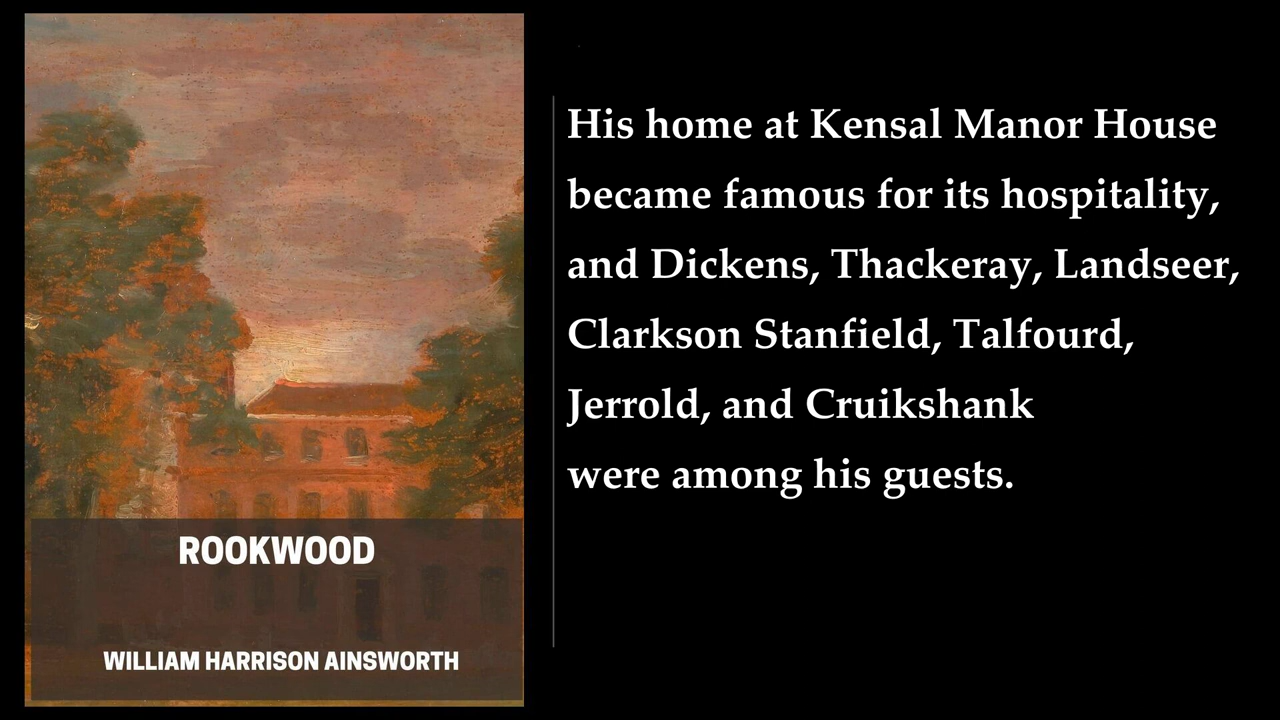 ROOKWOOD
WILLIAM HARRISON AINSWORTH
His home at Kensal Manor House
became famous for its hospitality,
and Dickens, Thackeray, Landseer,
Clarkson Stanfield, Talfourd,
Jerrold, and Cruikshank
were among his guests.